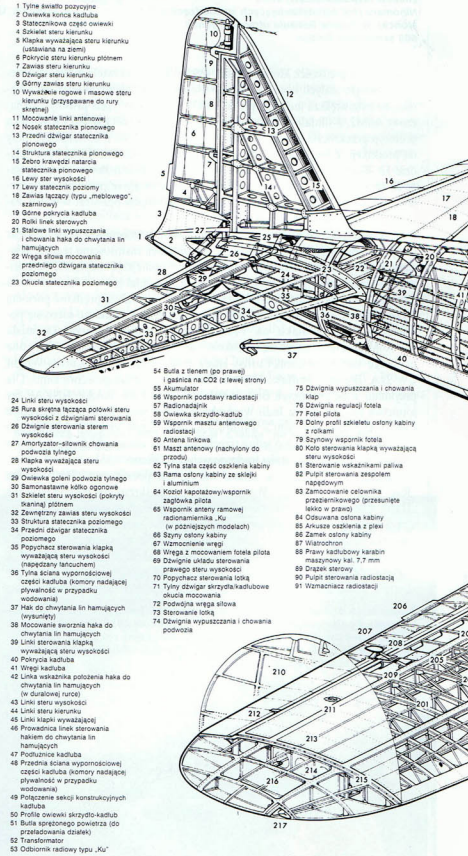 1 Tylne światło pozycyjne
2 Owiewka końca kadłuba
3 Statecznikowa część owiewki
4 Szkielet steru kierunku
5 Klapka wyważająca steru kierunku
(ustawiana na ziemi)
6 Pokrycie steru kierunku płótnem
7 Zawias steru kierunku
8 Dźwigar steru kierunku
9 Górny zawias steru kierunku
10 Wyważenie rogowe i masowe steru
kierunku (przyspawane do rury
skrętnej)
11 Mocowanie linki antenowej
12 Nosek statecznika pionowego
13 Przedni dźwigar statecznika
pionowego
14 Struktura statecznika pionowego
15 Żebro krawędzi natarcia
statecznika pionowego
16 Lewy ster wysokości
17 Lewy statecznik poziomy
18 Zawias łączący (typu „meblowego",
szarnirowy)
19 Górne pokrycia kadłuba
20 Rolki linek sterowych
21 Stalowe linki wypuszczania
i chowania haka do chwytania lin
hamujących
22 Wręga siłowa mocowania
przedniego dźwigara statecznika
poziomego
23 Okucia statecznika poziomego
24 Linki steru wysokości
25 Rura skrętna łącząca połówki steru
wysokości z dźwigniami sterowania
26 Dźwignie sterowania sterem
wysokości
27 Amortyzator-siłownik chowania
podwozia tylnego
28 Klapka wyważająca steru
wysokości
29 Owiewka goleni podwozia tylnego
30 Samonastawne kółko ogonowe
31 Szkielet steru wysokości (pokryty
tkaniną) płótnem
32 Zewnętrzny zawias steru wysokości
33 Struktura statecznika poziomego
34 Przedni dźwigar statecznika
poziomego
35 Popychacz sterowania klapką
wyważającą steru wysokości
(napędzany łańcuchem)
36 Tylna ściana wypornościowej
części kadłuba (komory nadającej
pływalność w przypadku
wodowania)
37 Hak do chwytania lin hamujących
(wysunięty)
38 Mocowanie sworznia haka do
chwytania lin hamujących
39 Linki sterowania klapką
wyważającą steru wysokości
40 Pokrycia kadłuba
41 Wręgi kadłuba
42 Linka wskaźnika położenia haka do
chwytania lin hamujących
(w duralowej rurce)
43 Linki steru wysokości
44 Linki steru kierunku
45 Linki klapki wyważającej
46 Prowadnica linek sterowania
hakiem do chwytania lin
hamujących
47 Podłużnice kadłuba
48 Przednia ściana wypornościowej
części kadłuba (komory nadającej
pływalność w przypadku
wodowania)
49 Połączenie sekcji konstrukcyjnych
kadłuba
50 Profile owiewki skrzydło-kadłub
51 Butla sprężonego powietrza (do
przeładowania działek)
52 Transformator
53 Odbiornik radiowy typu „Ku"
54 Butla z tlenem (po prawej)
i gaśnica na CO2 (z lewej strony)
55 Akumulator
56 Wspornik podstawy radiostacji
57 Radionadajnik
58 Owiewka skrzydło-kadłub
59 Wspornik masztu antenowego
radiostacji
60 Antena linkowa
61 Maszt antenowy (nachylony do
przodu)
62 Tylna stała część oszklenia kabiny
63 Rama osłony kabiny ze sklejki
i aluminium
64 Kozioł kapotażowy/wspornik
zagłówka pilota
65 Wspornik anteny ramowej
radionamiernika „Ku
(w późniejszych modelach)
66 Szyny osłony kabiny
67 Wzmocnienie wręgi
68 Wręga z mocowaniem fotela pilota
69 Dźwignie układu sterowania
prawego steru wysokości
70 Popychacz sterowania lotką
71 Tylny dźwigar skrzydła/kadłubowe
okucia mocowania
72 Podwójna wręga siłowa
73 Sterowanie lotką
74 Dźwignia wypuszczania i chowania
podwozia
75 Dźwignia wypuszczania i chowania
klap
76 Dźwignia regulacji fotela
77 Fotel pilota
78 Dolny profil szkieletu osłony kabiny
z rolkami
79 Szynowy wspornik fotela
80 Koło sterowania klapką wyważającą
steru wysokości
81 Sterowanie wskaźnikami paliwa
82 Pulpit sterowania zespołem
napędowym
83 Zamocowanie celownika
przeziernikowego (przesunięte
lekko w prawo)
84 Odsuwana osłona kabiny
85 Arkusze oszklenia z plexi
86 Zamek osłony kabiny
87 Wiatrochron
88 Prawy kadłubowy karabin
maszynowy kal. 7,7 mm
89 Drążek sterowy
90 Pulpit sterowania radiostacją
91 Wzmacniacz radiostacji